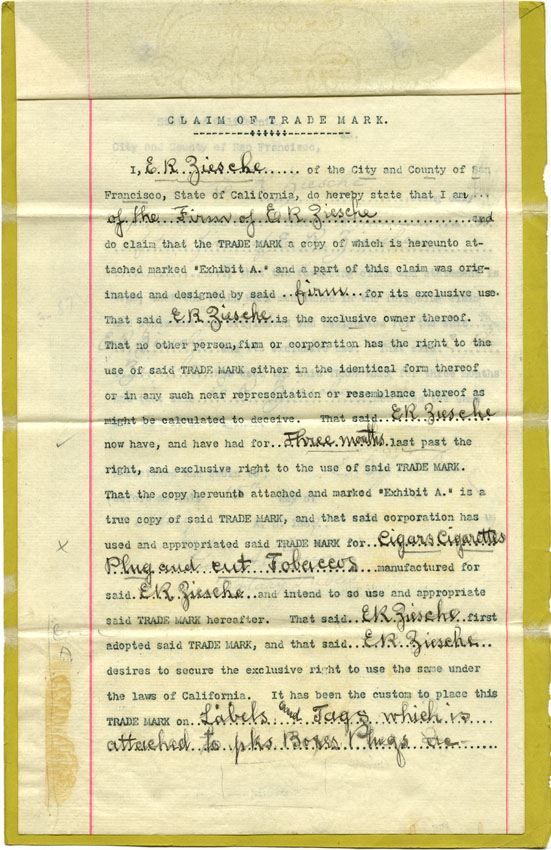 CLAIM OF TRADE MARK.
City and County of San Francisco,
I, E. R. Ziesche...... of the City and County of San
Francisco, State of California, do hereby state that I am...
of the Firm of E R Ziesche................and
do claim that the TRADE MARK a copy of which is hereunto at-
tached marked "Exhibit A." and a part of this claim was orig-
inated and designed by said ..firm...for its exclusive use.
That said E R Ziesche. is the exclusive owner thereof.
That no other person, firm or corporation has the right to the
use of said TRADE MARK either in the identical form thereof
or in any such near representation or resemblance thereof as
might be calculated to deceive. That said..E R Ziesche
now have, and have had for..Three months.last past the
right, and exclusive right to the use of said TRADE MARK.
That the copy hereunto attached and marked "Exhibit A." is a
true copy of said TRADE MARK, and that said corporation has
used and appropriated said TRADE MARK for..Cigars Cigarettes
Plug and cut Tobaccos....manufactured for
said.E R Ziesche..and intend to so use and appropriate
said TRADE MARK hereafter. That said..E R Ziesche.first
adopted said TRADE MARK, and that said..E. R. Ziesche...
desires to secure the exclusive right to use the same under
the laws of California. It has been the custom to place this
TRADE MARK on.Labels and Tags which is....
attached to pks Boxes Plugs &c......